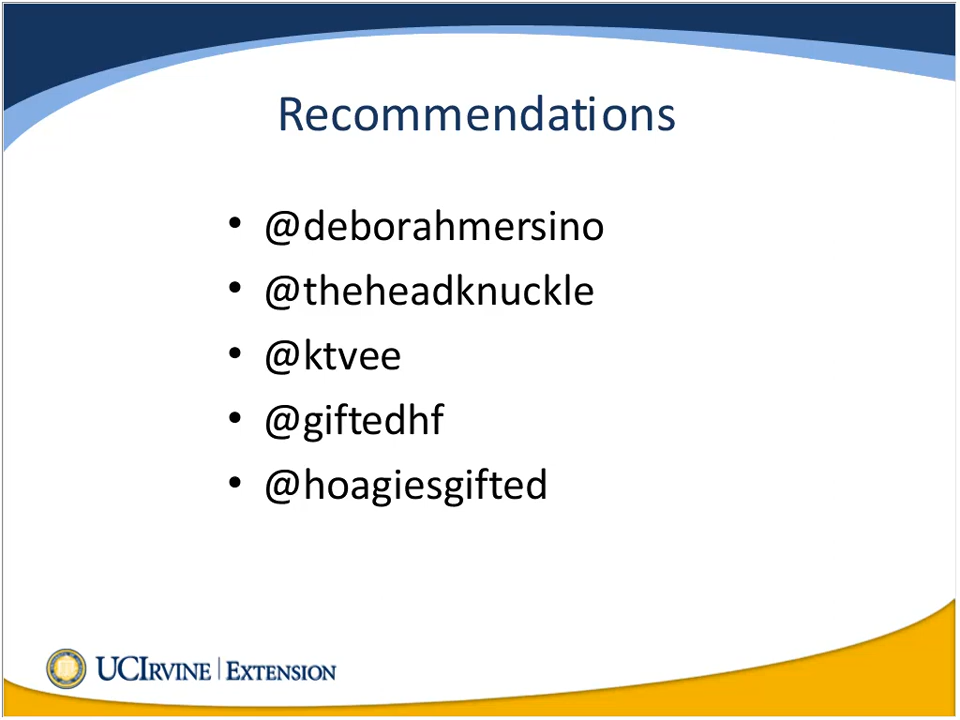 Recommendations
• @deborahmersino
• @theheadknuckle
• @ktvee
• @giftedhf
• @hoagiesgifted
UCIRVINE | EXTENSION